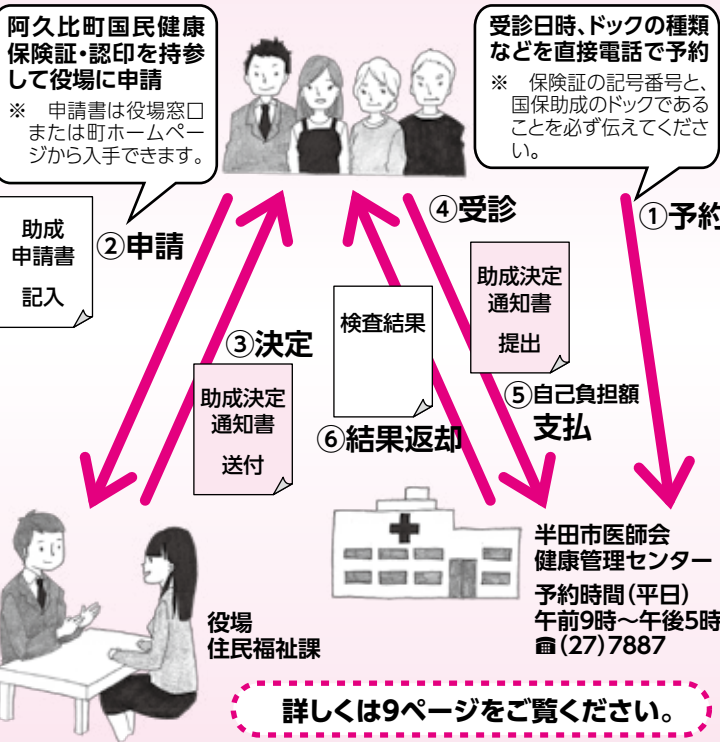 阿久比町国民健康
保険証・認印を持参
して役場に申請
※ 申請書は役場窓口
または町ホームペー
ジから入手できます。
受診日時、ドックの種類
などを直接電話で予約
※ 保険証の記号番号と、
国保助成のドックである
ことを必ず伝えてくださ
い。
①予約
助成
申請書
記入
②申請
③決定
助成決定
通知書
送付
④受診
助成決定
通知書
提出
⑤自己負担額
支払
検査結果
⑥結果返却
役場
住民福祉課
半田市医師会
健康管理センター
予約時間(平日)
午前9時～午後5時
☎(27)7887
詳しくは9ページをご覧ください。